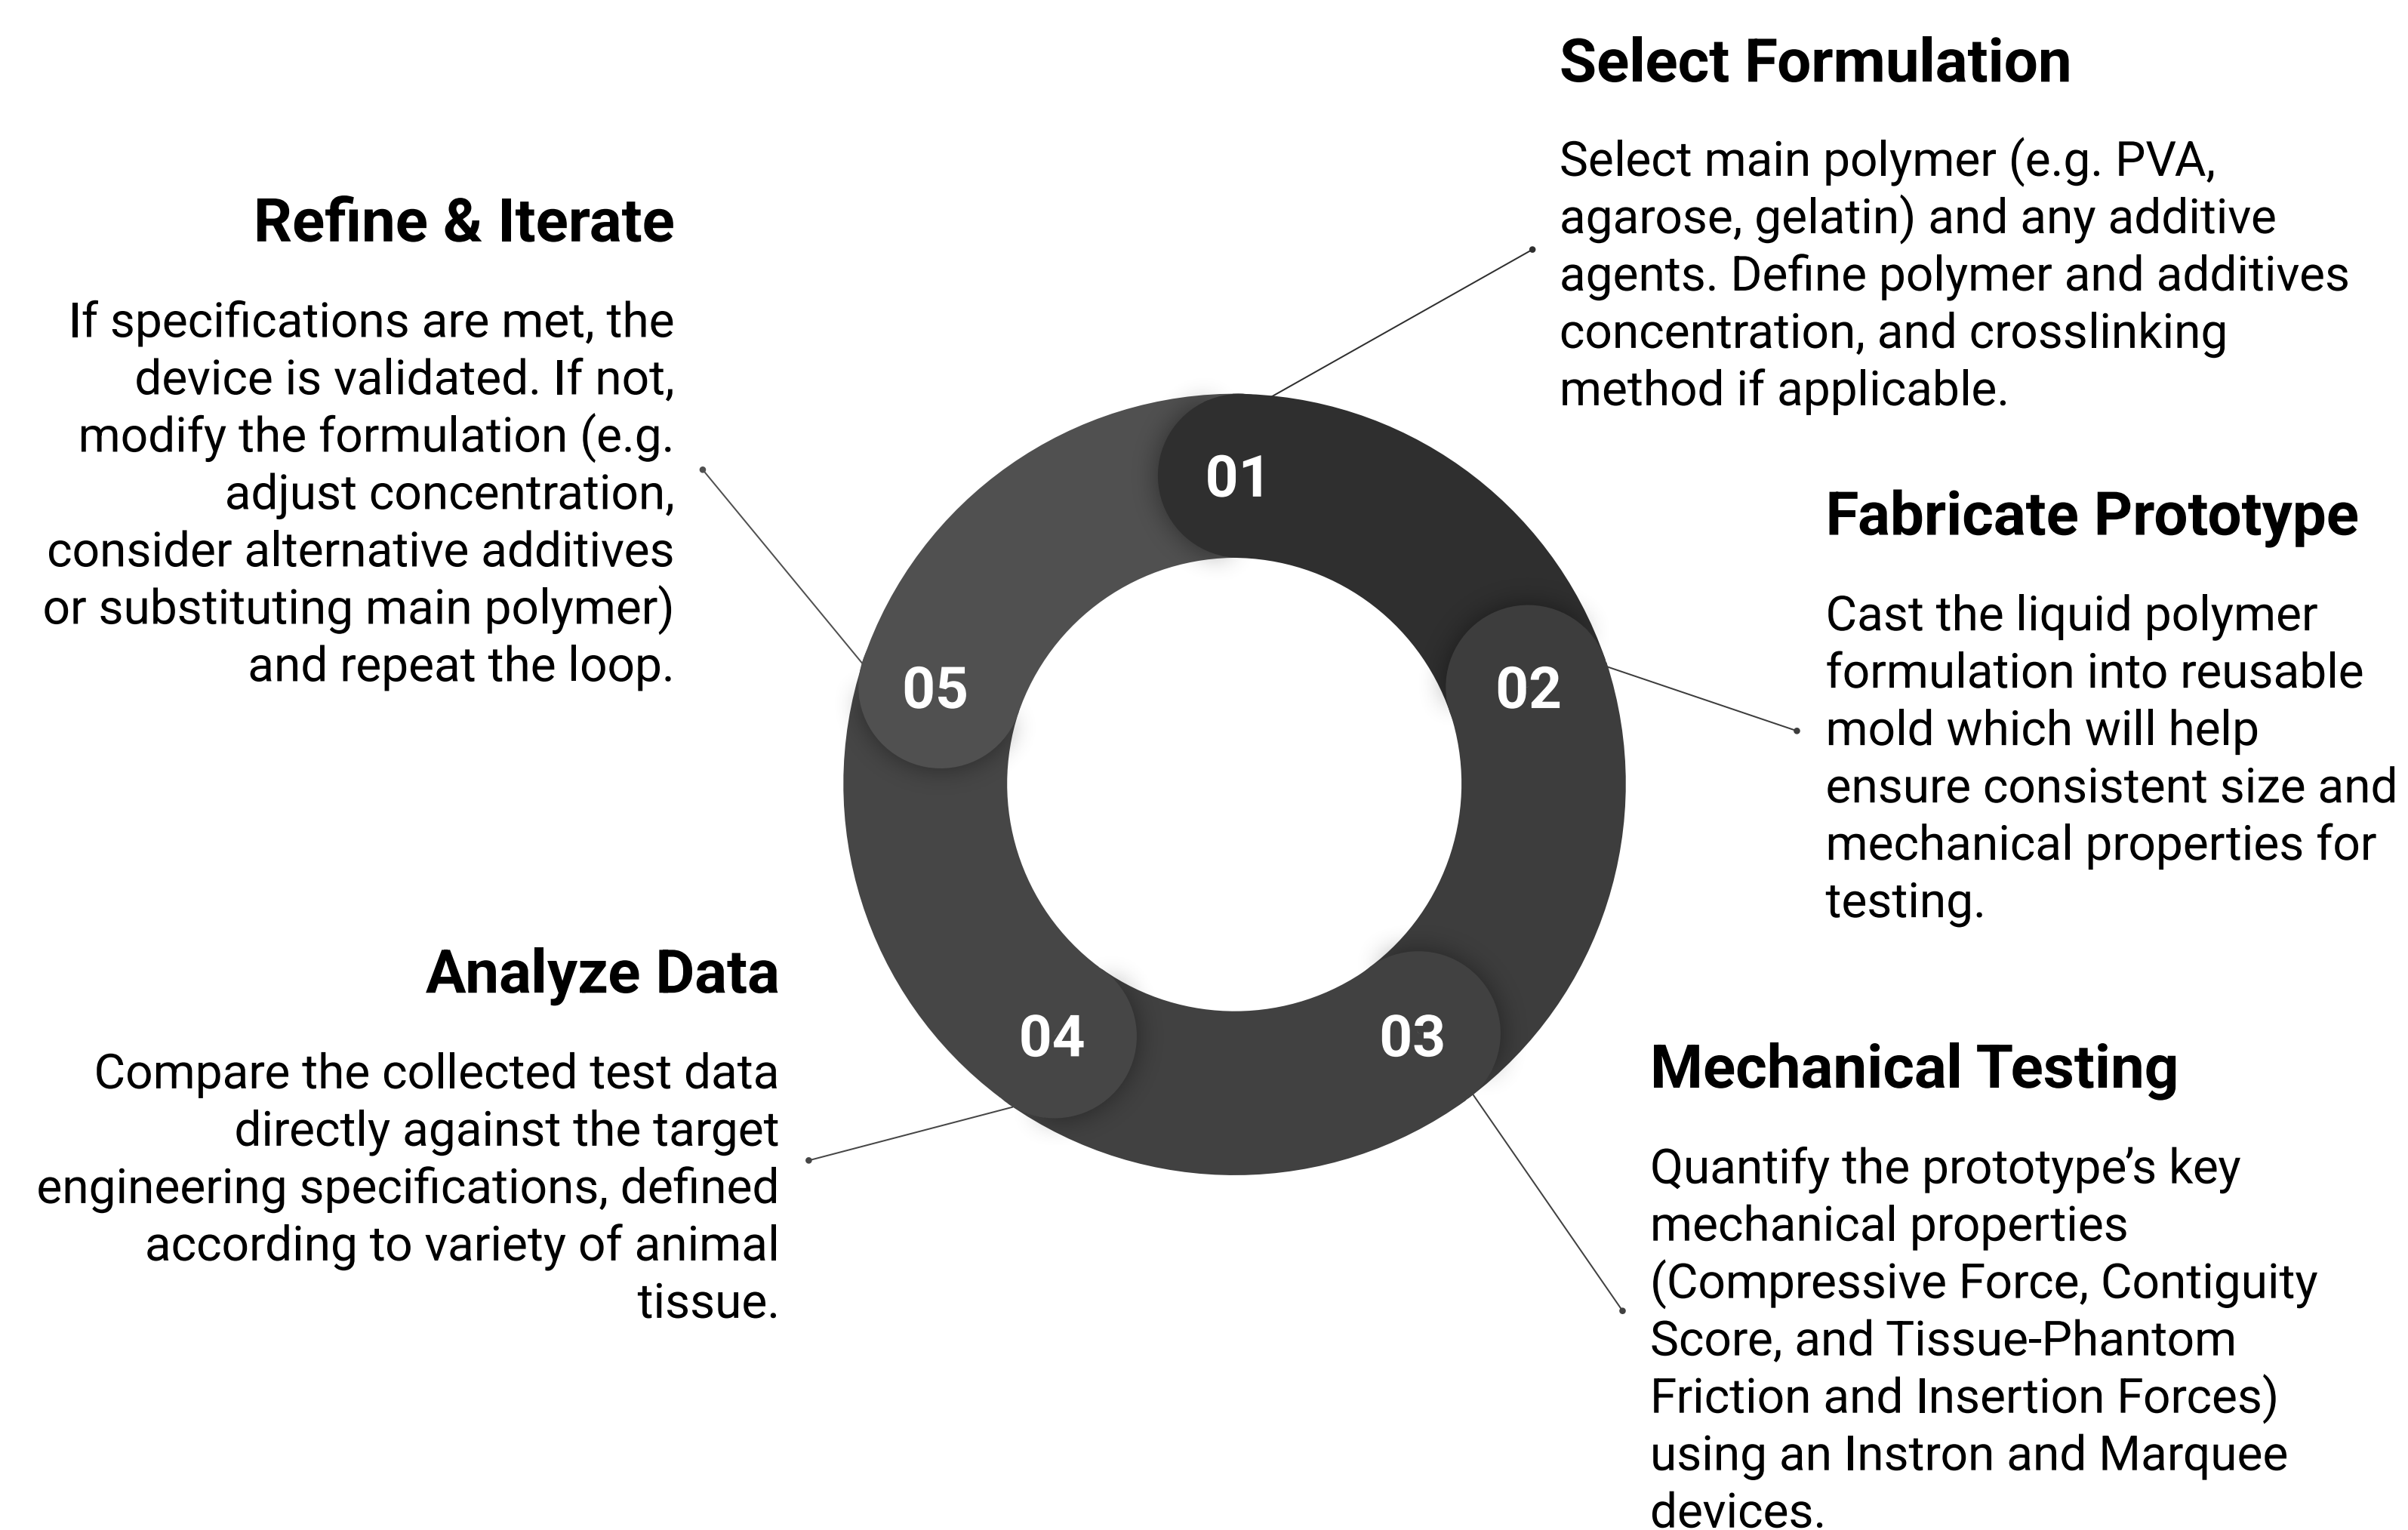 Select Formulation
Select main polymer (e.g. PVA,
agarose, gelatin) and any additive
agents. Define polymer and additives
concentration, and crosslinking
method if applicable.
01
Fabricate Prototype
Cast the liquid polymer
formulation into reusable
mold which will help
ensure consistent size and
mechanical properties for
testing.
02
Mechanical Testing
Quantify the prototype’s key
mechanical properties
(Compressive Force, Contiguity
Score, and Tissue-Phantom
Friction and Insertion Forces)
using an Instron and Marquee
devices.
03
Analyze Data
Compare the collected test data
directly against the target
engineering specifications, defined
according to variety of animal
tissue.
04
Refine & Iterate
If specifications are met, the
device is validated. If not,
modify the formulation (e.g.
adjust concentration,
consider alternative additives
or substituting main polymer)
and repeat the loop.
05